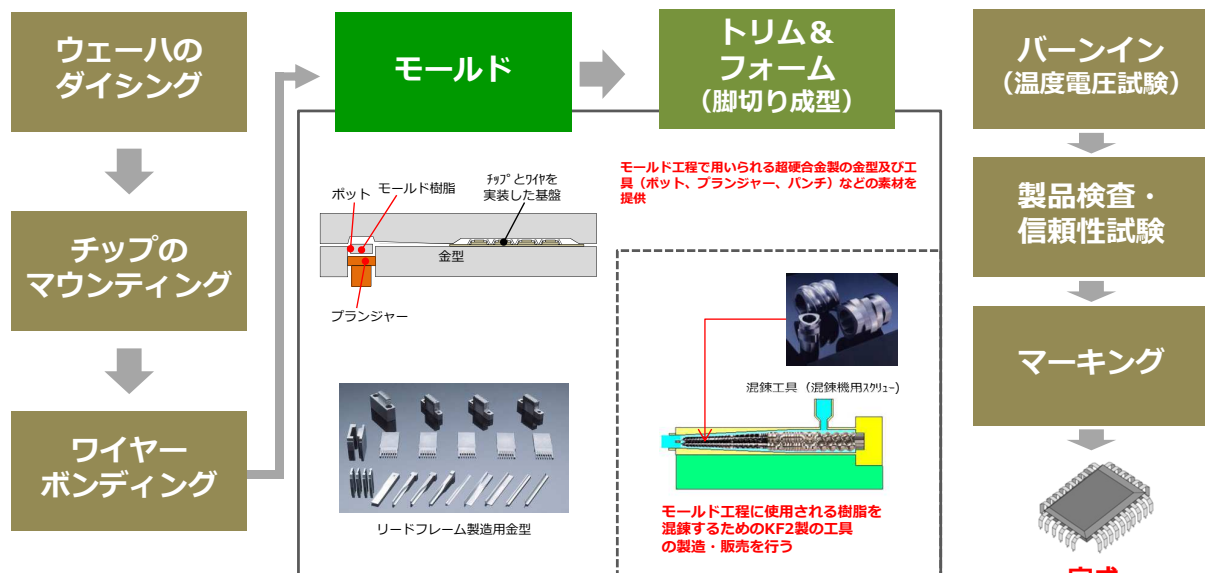 ウェーハの
ダイシング
チップの
マウンティング
ワイヤー
ボンディング
モールド
トリム＆
フォーム
（脚切り成型）
モールド工程で用いられる超硬合金製の金型及び工
具（ポット、プランジャー、パンチ）などの素材を
提供
ポット
モールド樹脂
ﾁｯﾌﾟとﾜｲﾔを
実装した基盤
金型
プランジャー
リードフレーム製造用金型
混錬工具（混錬機用ｽｸﾘｭｰ)
モールド工程に使用される樹脂を
混錬するためのKF2製の工具
の製造・販売を行う
バーンイン
（温度電圧試験）
製品検査・
信頼性試験
マーキング
完成